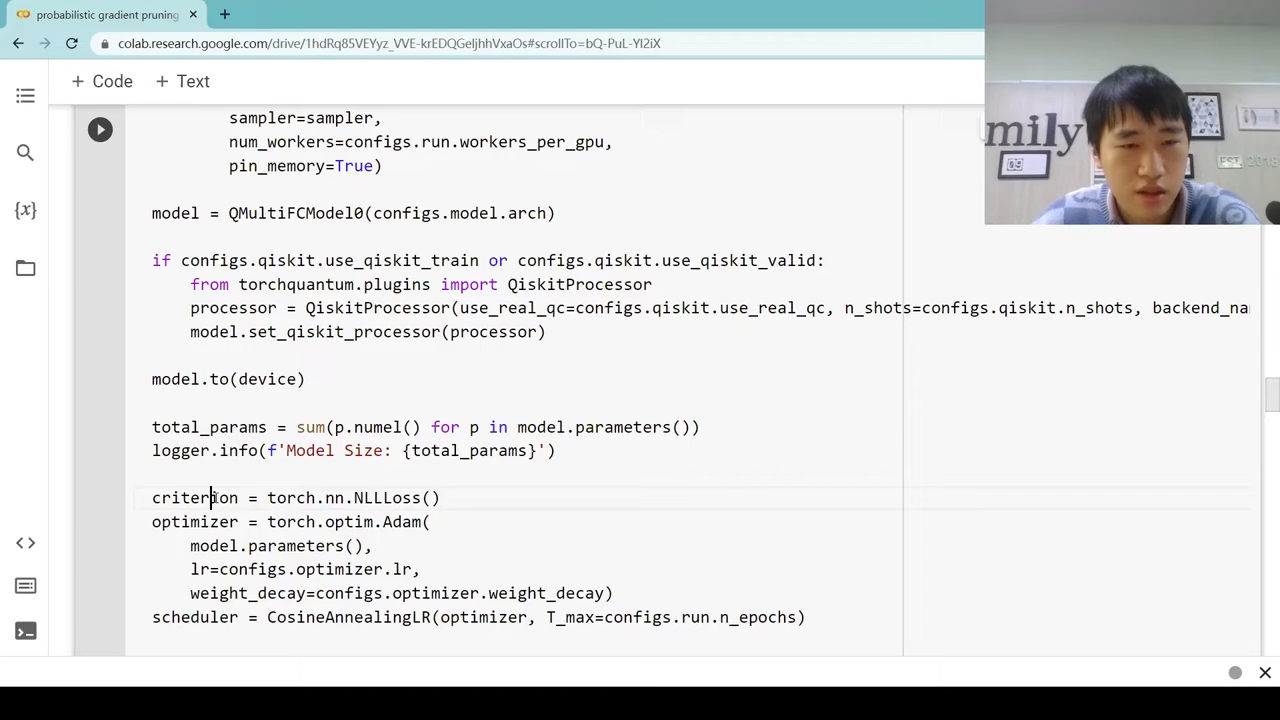 probabilistic gradient pruning
colab.research.google.com/drive/1hdRq85VEYyz_VVE-krEDQGeljhhVxaOs#scrollTo=bQ-PuL-Yl2iX
+ Code + Text
sampler=sampler,
num_workers=configs.run.workers_per_gpu,
pin_memory=True)
model = QMultiFCModel0(configs.model.arch)
if configs.qiskit.use_qiskit_train or configs.qiskit.use_qiskit_valid:
from torchquantum.plugins import QiskitProcessor
processor = QiskitProcessor(use_real_qc=configs.qiskit.use_real_qc, n_shots=configs.qiskit.n_shots, backend_na
model.set_qiskit_processor(processor)
model.to(device)
total_params = sum(p.numel() for p in model.parameters())
logger.info(f'Model Size: {total_params}')
criterion = torch.nn.NLLLoss()
optimizer = torch.optim.Adam(
model.parameters(),
lr=configs.optimizer.lr,
weight_decay=configs.optimizer.weight_decay)
scheduler = CosineAnnealingLR(optimizer, T_max=configs.run.n_epochs)
{x}
mily
EST. 2018